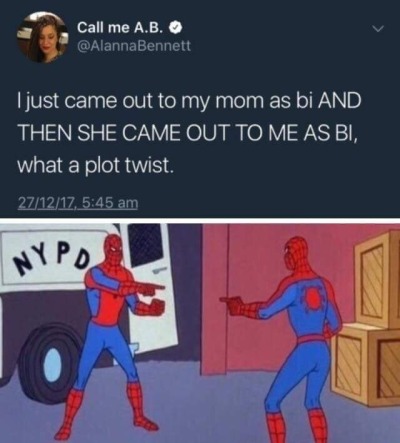 Call me A.B.
@AlannaBennett
I just came out to my mom as bi AND
THEN SHE CAME OUT TO ME AS BI,
what a plot twist.
27/12/17, 5:45 am
NYPD